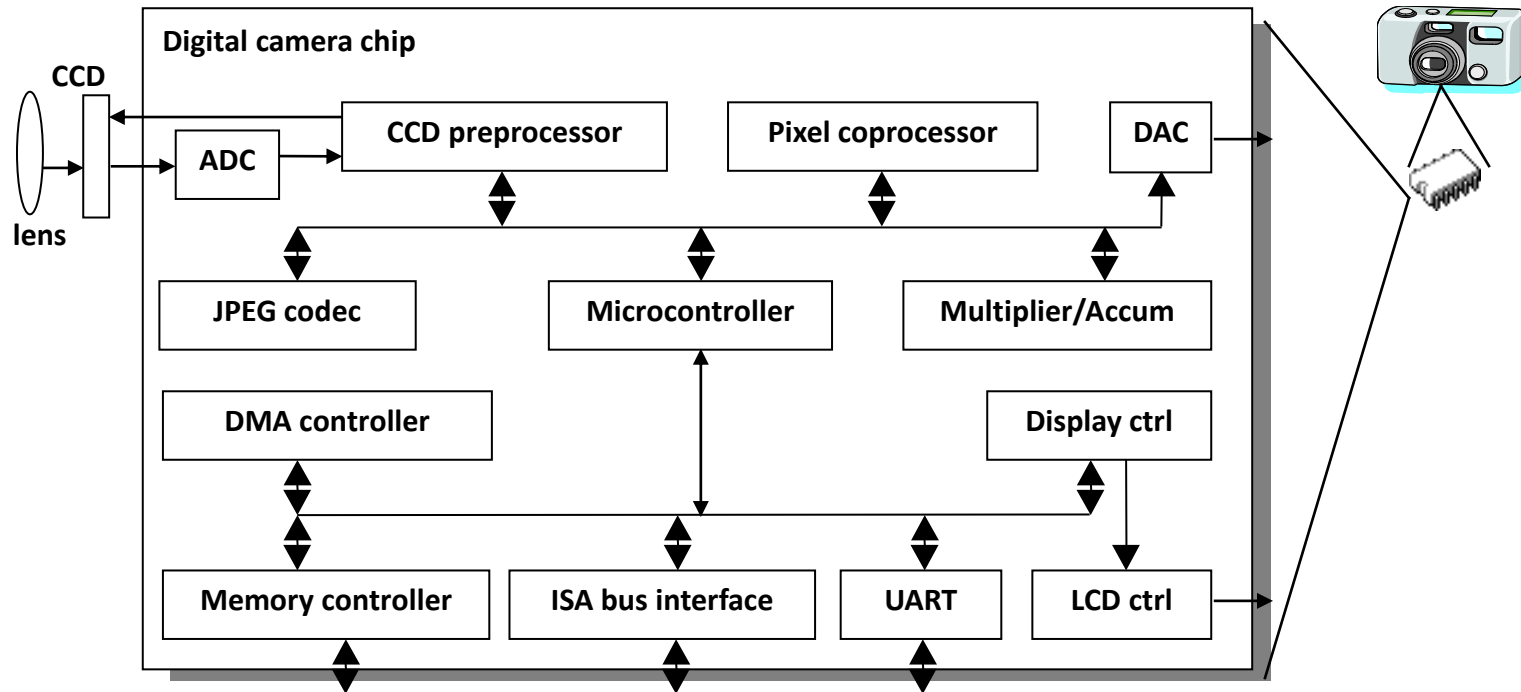 Digital camera chip
CCD
CCD preprocessor
Pixel coprocessor
DAC
ADC
lens
JPEG codec
Microcontroller
Multiplier/Accum
DMA controller
Display ctrl
Memory controller
ISA bus interface
UART
LCD ctrl